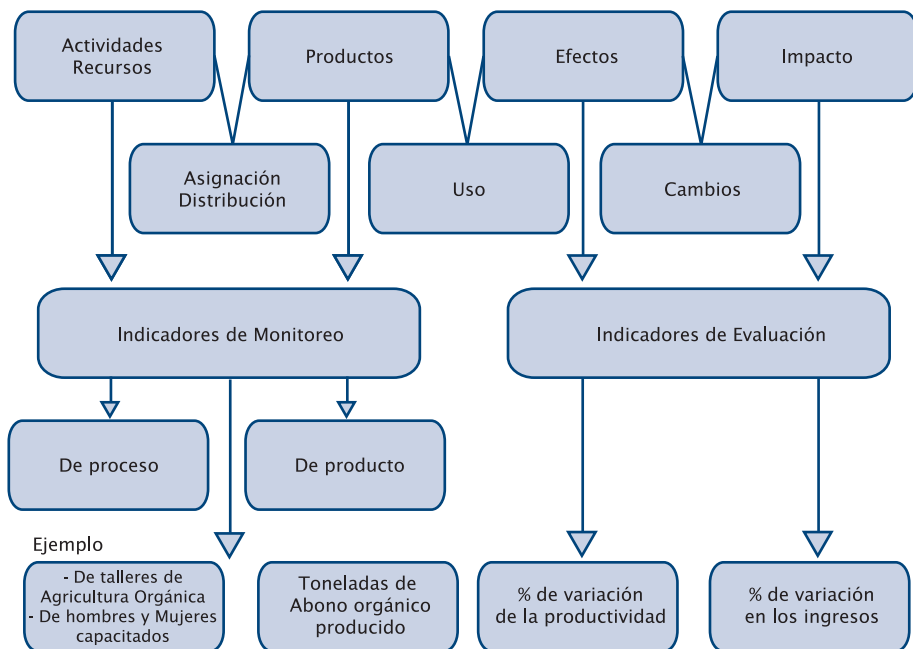 Actividades
Recursos
Productos
Efectos
Impacto
Asignación
Distribución
Uso
Cambios
Indicadores de Monitoreo
Indicadores de Evaluación
De proceso
De producto
Ejemplo
- De talleres de
Agricultura Orgánica
- De hombres y Mujeres
capacitados
Toneladas de
Abono orgánico
producido
% de variación
de la productividad
% de variación
en los ingresos